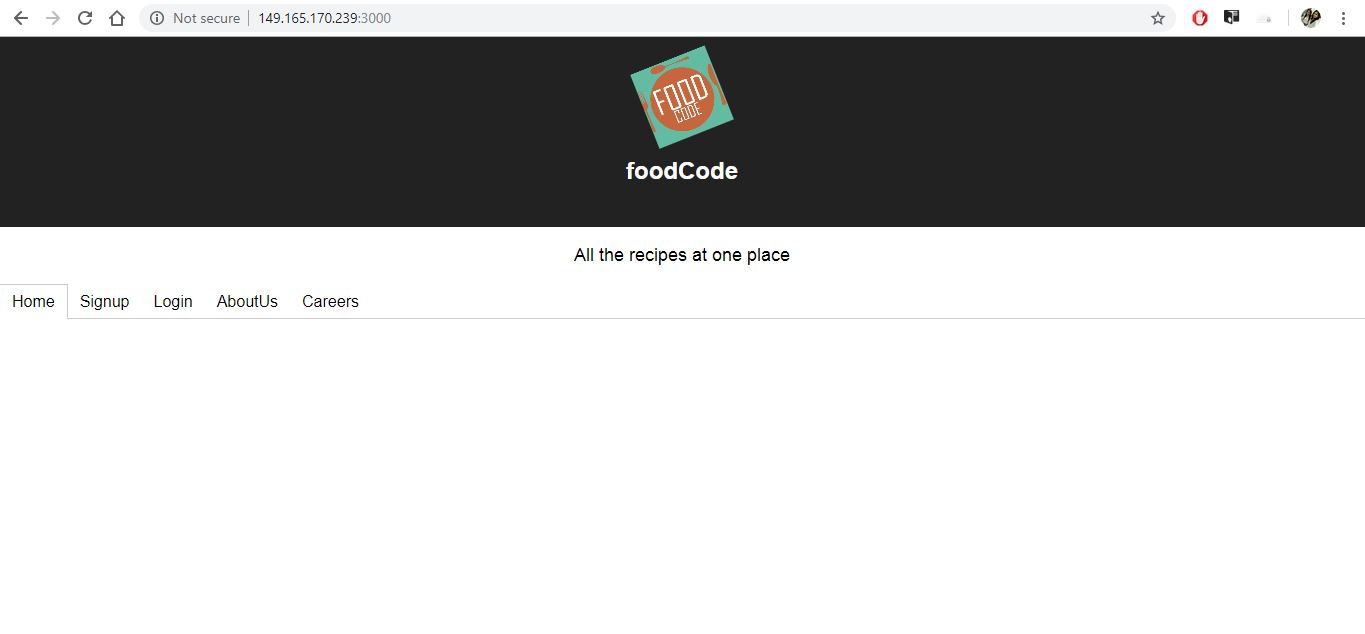 Not secure | 149.165.170.239:3000
FOOD
CODE
foodCode
All the recipes at one place
Home Signup Login AboutUs Careers